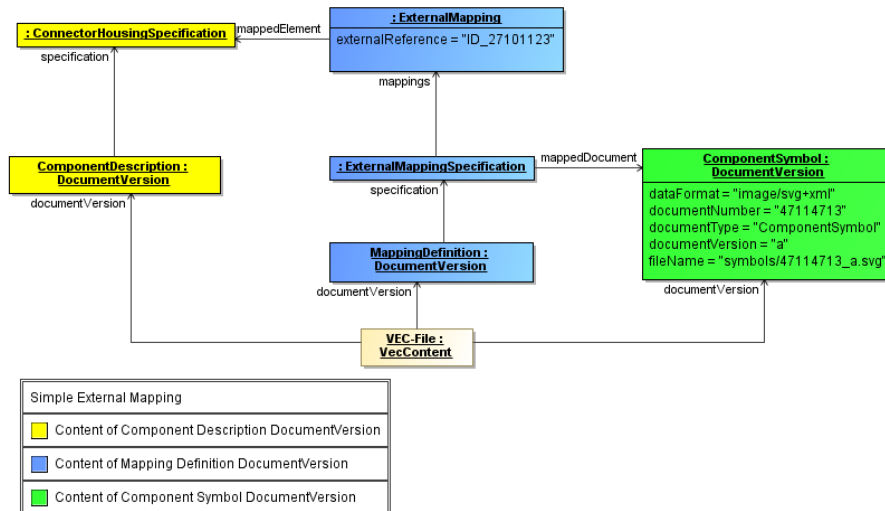 : ExternalMapping
: ConnectorHousingSpecification
mappedElement
externalReference = "ID_27101123"
specification
mappings
ComponentDescription :
DocumentVersion
: ExternalMappingSpecification
mappedDocument
ComponentSymbol :
DocumentVersion
documentVersion
specification
dataFormat = "image/svg+xml"
documentNumber = "47114713"
documentType = "ComponentSymbol"
documentVersion = "a"
fileName = "symbols/47114713_a.svg"
MappingDefinition :
DocumentVersion
documentVersion
documentVersion
VEC-File :
VecContent
Simple External Mapping
Content of Component Description DocumentVersion
Content of Mapping Definition DocumentVersion
Content of Component Symbol DocumentVersion